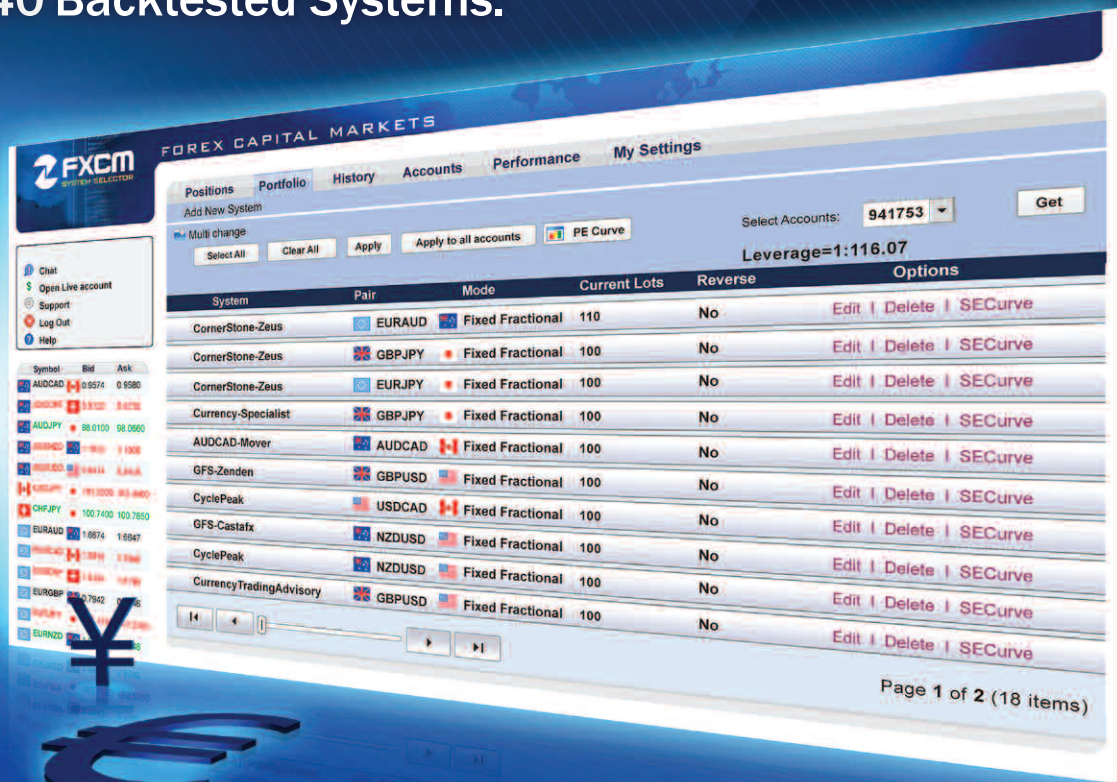 40 Backtested Systems.
FXCM
SYSTEM SELECTOR
FOREX CAPITAL MARKETS
Positions Portfolio History Accounts Performance My Settings
Add New System
Multi change
Select All Clear All Apply Apply to all accounts PE Curve
Select Accounts: 941753 Get
Leverage=1:116.07
Chat
Open Live account
Support
Log Out
Help
System Pair Mode Current Lots Reverse Options
CornerStone-Zeus EURAUD Fixed Fractional 110 No Edit | Delete | SECurve
CornerStone-Zeus GBPJPY Fixed Fractional 100 No Edit | Delete | SECurve
CornerStone-Zeus EURJPY Fixed Fractional 100 No Edit | Delete | SECurve
Currency-Specialist GBPJPY Fixed Fractional 100 No Edit | Delete | SECurve
AUDCAD-Mover AUDCAD Fixed Fractional 100 No Edit | Delete | SECurve
GFS-Zenden GBPUSD Fixed Fractional 100 No Edit | Delete | SECurve
CyclePeak USDCAD Fixed Fractional 100 No Edit | Delete | SECurve
GFS-Castafx NZDUSD Fixed Fractional 100 No Edit | Delete | SECurve
CyclePeak NZDUSD Fixed Fractional 100 No Edit | Delete | SECurve
CurrencyTradingAdvisory GBPUSD Fixed Fractional 100 No Edit | Delete | SECurve
Page 1 of 2 (18 items)
Symbol Bid Ask
AUDCAD 0.9574 0.9580
AUDJPY 98.0100 98.0660
CHFJPY 100.7400 100.7850
EURAUD 1.6674 1.6647
EURGBP 0.7942
EURNZD
¥
€